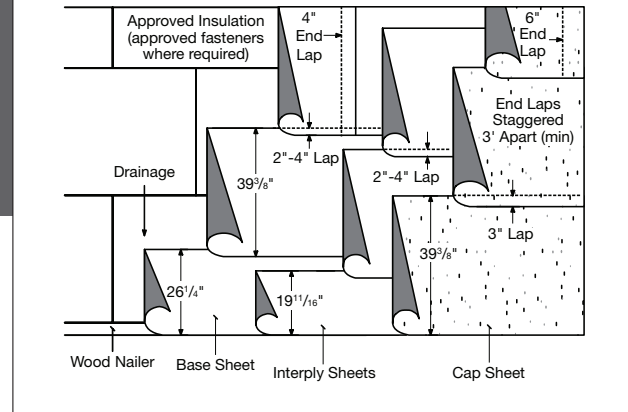 Approved Insulation
(approved fasteners
where required)
4"
End
Lap
6"
End
Lap
End Laps
Staggered
3' Apart (min)
2"-4" Lap
2"-4" Lap
Drainage
39³/₈"
3" Lap
39³/₈"
26¹/₄"
19¹¹/₁₆"
Wood Nailer
Base Sheet
Interply Sheets
Cap Sheet